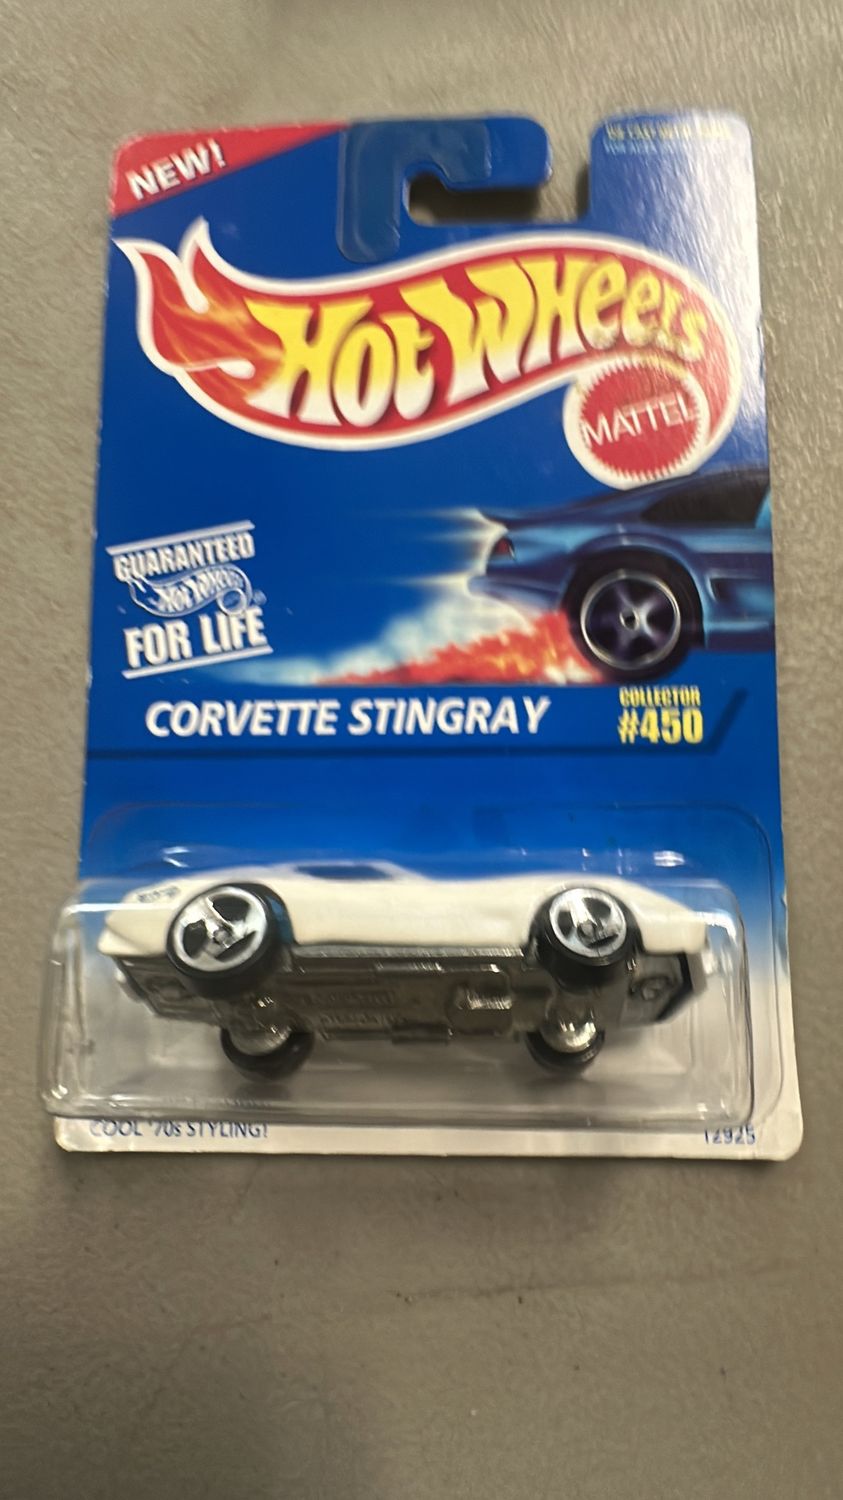 NEW!
HOT WHEELS
MATTEL
GUARANTEED
HOT WHEELS
FOR LIFE
CORVETTE STINGRAY
COLLECTOR
#450
COOL '70s STYLING!
12925